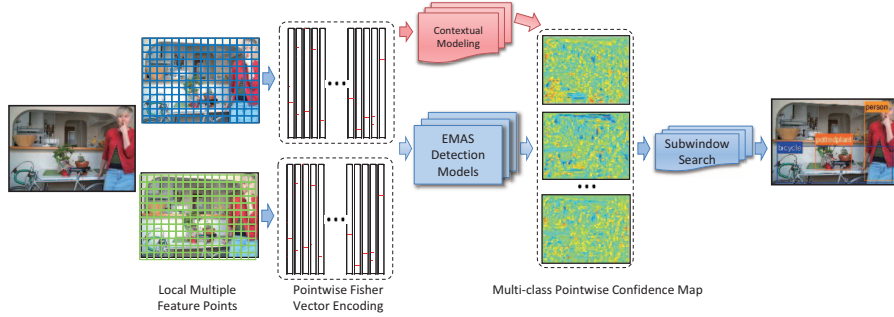 Contextual
Modeling
EMAS
Detection
Models
Subwindow
Search
person
pottedplant
bicycle
Local Multiple
Feature Points
Pointwise Fisher
Vector Encoding
Multi-class Pointwise Confidence Map